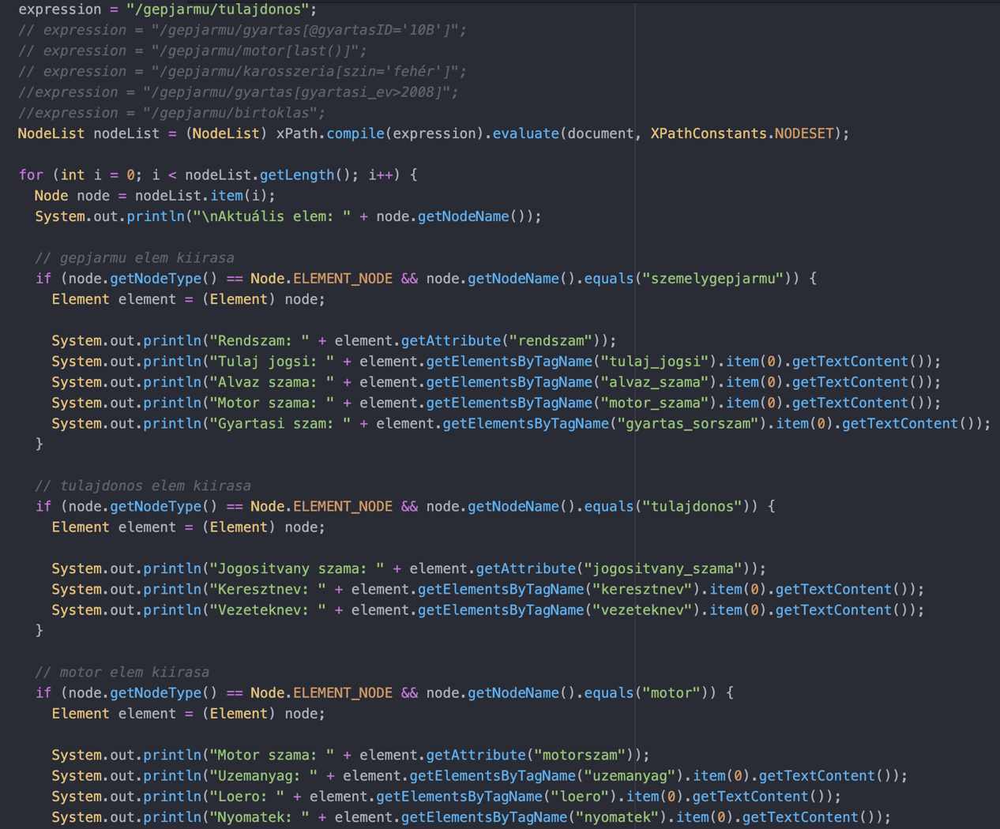 expression = "/gepjarmu/tulajdonos";
// expression = "/gepjarmu/gyartas[@gyartasID='10B']";
// expression = "/gepjarmu/motor[last()]";
// expression = "/gepjarmu/karosszeria[szin='fehér']";
//expression = "/gepjarmu/gyartas[gyartasi_ev>2008]";
//expression = "/gepjarmu/birtoklas";
NodeList nodeList = (NodeList) xPath.compile(expression).evaluate(document, XPathConstants.NODESET);
for (int i = 0; i < nodeList.getLength(); i++) {
Node node = nodeList.item(i);
System.out.println("\nAktuális elem: " + node.getNodeName());
// gepjarmu elem kiirasa
if (node.getNodeType() == Node.ELEMENT_NODE && node.getNodeName().equals("szemelygepjarmu")) {
Element element = (Element) node;
System.out.println("Rendszam: " + element.getAttribute("rendszam"));
System.out.println("Tulaj jogsi: " + element.getElementsByTagName("tulaj_jogsi").item(0).getTextContent());
System.out.println("Alvaz szama: " + element.getElementsByTagName("alvaz_szama").item(0).getTextContent());
System.out.println("Motor szama: " + element.getElementsByTagName("motor_szama").item(0).getTextContent());
System.out.println("Gyartasi szam: " + element.getElementsByTagName("gyartas_sorszam").item(0).getTextContent());
}
// tulajdonos elem kiirasa
if (node.getNodeType() == Node.ELEMENT_NODE && node.getNodeName().equals("tulajdonos")) {
Element element = (Element) node;
System.out.println("Jogositvany szama: " + element.getAttribute("jogositvany_szama"));
System.out.println("Keresztnev: " + element.getElementsByTagName("keresztnev").item(0).getTextContent());
System.out.println("Vezeteknev: " + element.getElementsByTagName("vezeteknev").item(0).getTextContent());
}
// motor elem kiirasa
if (node.getNodeType() == Node.ELEMENT_NODE && node.getNodeName().equals("motor")) {
Element element = (Element) node;
System.out.println("Motor szama: " + element.getAttribute("motorszam"));
System.out.println("Uzemanyag: " + element.getElementsByTagName("uzemanyag").item(0).getTextContent());
System.out.println("Loero: " + element.getElementsByTagName("loero").item(0).getTextContent());
System.out.println("Nyomatek: " + element.getElementsByTagName("nyomatek").item(0).getTextContent());